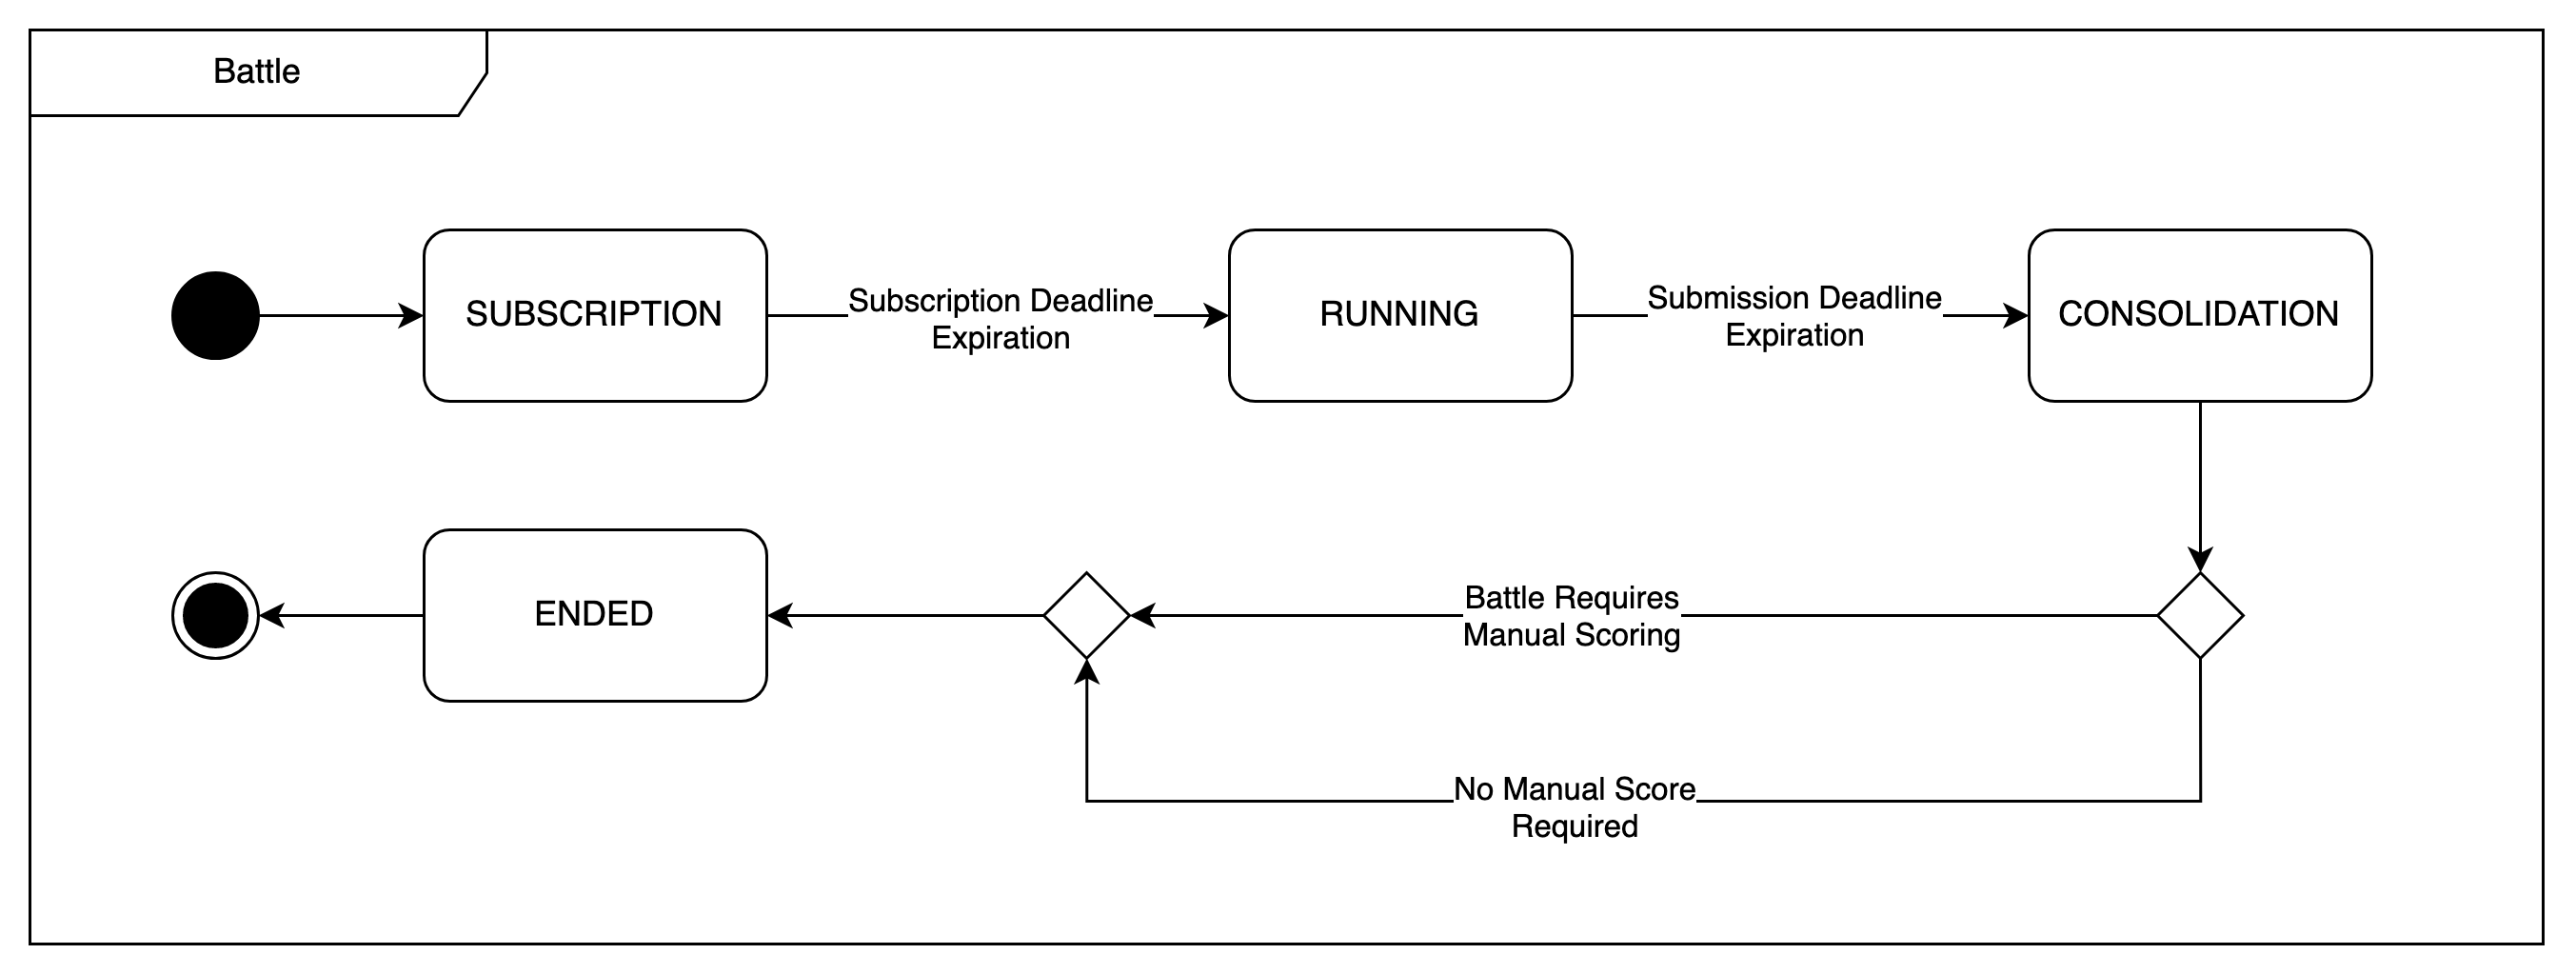 Battle
SUBSCRIPTION
Subscription Deadline
Expiration
RUNNING
Submission Deadline
Expiration
CONSOLIDATION
ENDED
Battle Requires
Manual Scoring
No Manual Score
Required